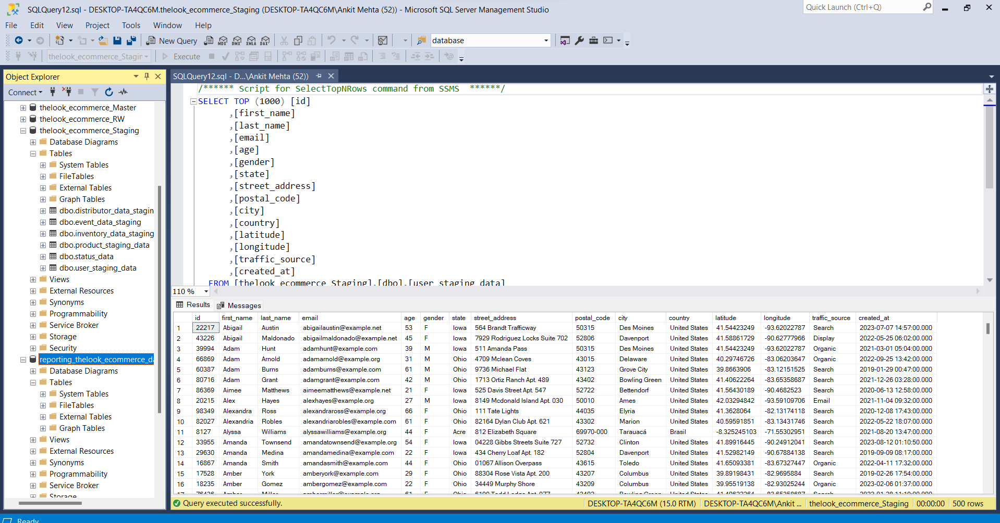 SQLQuery12.sql - DESKTOP-TA4QC6M.thelook_ecommerce_Staging (DESKTOP-TA4QC6M\Ankit Mehta (52)) - Microsoft SQL Server Management Studio
Quick Launch (Ctrl+Q)
File Edit View Project Tools Window Help
New Query MDX DMX XMLA DAX database
thelook_ecommerce_Stagin Execute
Object Explorer
Connect
thelook_ecommerce_Master
thelook_ecommerce_RW
thelook_ecommerce_Staging
Database Diagrams
Tables
System Tables
FileTables
External Tables
Graph Tables
dbo.distributor_data_stagin
dbo.event_data_staging
dbo.inventory_data_staging
dbo.product_staging_data
dbo.status_data
dbo.user_staging_data
Views
External Resources
Synonyms
Programmability
Service Broker
Storage
Security
reporting_thelook_ecommerce_da
Database Diagrams
Tables
System Tables
FileTables
External Tables
Graph Tables
Views
External Resources
Synonyms
Programmability
Service Broker
Storage
SQLQuery12.sql - D...\Ankit Mehta (52))
/****** Script for SelectTopNRows command from SSMS  ******/
SELECT TOP (1000) [id]
,[first_name]
,[last_name]
,[email]
,[age]
,[gender]
,[state]
,[street_address]
,[postal_code]
,[city]
,[country]
,[latitude]
,[longitude]
,[traffic_source]
,[created_at]
FROM [thelook_ecommerce_Staging].[dbo].[user_staging_data]
110 %
Results Messages
id first_name last_name email age gender state street_address postal_code city country latitude longitude traffic_source created_at
1 22217 Abigail Austin abigailaustin@example.net 53 F Iowa 564 Brandt Trafficway 50315 Des Moines United States 41.54423249 -93.62022787 Search 2023-07-07 14:57:00.000
2 43226 Abigail Maldonado abigailmaldonado@example.net 45 F Iowa 7929 Rodriguez Locks Suite 702 52806 Davenport United States 41.58861729 -90.62777966 Display 2022-05-25 06:02:00.000
3 39994 Adam Hunt adamhunt@example.com 39 M Iowa 511 Amanda Pass 50315 Des Moines United States 41.54423249 -93.62022787 Organic 2021-03-01 05:04:00.000
4 66869 Adam Arnold adamarnold@example.org 31 M Ohio 4709 Mclean Coves 43015 Delaware United States 40.29746726 -83.06203647 Organic 2022-09-25 13:42:00.000
5 60387 Adam Burns adamburns@example.com 61 M Ohio 9736 Michael Flat 43123 Grove City United States 39.8663906 -83.12151525 Search 2019-01-29 00:47:00.000
6 80716 Adam Grant adamgrant@example.com 42 M Ohio 1713 Ortiz Ranch Apt. 489 43402 Bowling Green United States 41.40622264 -83.65358687 Search 2021-12-26 03:28:00.000
7 86369 Aimee Matthews aimeematthews@example.net 21 F Iowa 525 Davis Street Apt. 547 52722 Bettendorf United States 41.56430189 -90.4682523 Search 2020-06-13 12:58:00.000
8 20215 Alex Hayes alexhayes@example.org 27 M Iowa 8149 Mcdonald Island Apt. 030 50010 Ames United States 42.03294842 -93.59109706 Email 2021-11-04 09:32:00.000
9 98349 Alexandra Ross alexandraross@example.org 66 F Ohio 111 Tate Lights 44035 Elyria United States 41.3628064 -82.13174118 Search 2020-12-08 17:43:00.000
10 82027 Alexandria Robles alexandriarobles@example.com 61 F Ohio 82164 Dylan Club Apt. 621 43302 Marion United States 40.59591851 -83.13431746 Search 2022-05-22 18:07:00.000
11 8127 Alyssa Williams alyssawilliams@example.org 44 F Acre 812 Elizabeth Square 69970-000 Tarauacá Brasil -8.325245103 -71.55302951 Search 2021-08-20 13:47:00.000
12 33955 Amanda Townsend amandatownsend@example.org 54 F Iowa 04228 Gibbs Streets Suite 727 52732 Clinton United States 41.89916445 -90.24912041 Search 2023-08-12 01:10:50.000
13 29630 Amanda Medina amandamedina@example.com 22 F Iowa 434 Cherry Loaf Apt. 182 52804 Davenport United States 41.52982149 -90.67884138 Search 2019-09-09 08:17:00.000
14 16867 Amanda Smith amandasmith@example.com 44 F Ohio 01067 Allison Overpass 43615 Toledo United States 41.65093381 -83.67327447 Organic 2022-04-11 17:32:00.000
15 17528 Amber York amberyork@example.com 29 F Ohio 88304 Rose Vista Apt. 200 43207 Columbus United States 39.89198431 -82.9695884 Search 2019-02-26 17:54:00.000
16 18235 Amber Gomez ambergomez@example.com 22 F Ohio 34449 Murphy Shore 43209 Columbus United States 39.95519138 -82.93025244 Organic 2023-02-06 01:37:00.000
Query executed successfully. DESKTOP-TA4QC6M (15.0 RTM) DESKTOP-TA4QC6M\Ankit ... thelook_ecommerce_Staging 00:00:00 500 rows
Ready